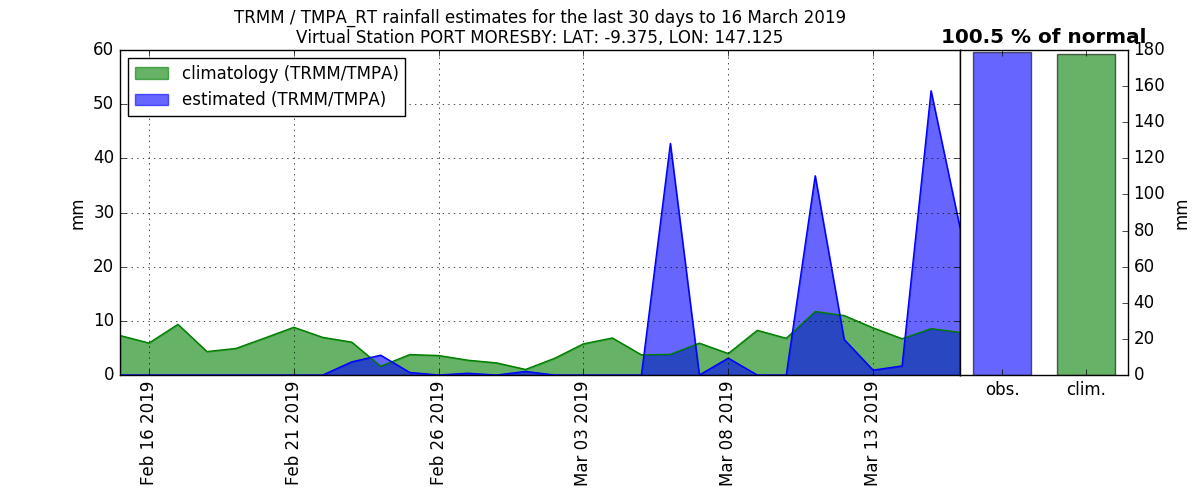 TRMM / TMPA_RT rainfall estimates for the last 30 days to 16 March 2019
Virtual Station PORT MORESBY: LAT: -9.375, LON: 147.125
100.5 % of normal
climatology (TRMM/TMPA)
estimated (TRMM/TMPA)
60
50
40
30
20
10
0
mm
180
160
140
120
100
80
60
40
20
0
mm
Feb 16 2019
Feb 21 2019
Feb 26 2019
Mar 03 2019
Mar 08 2019
Mar 13 2019
obs.
clim.